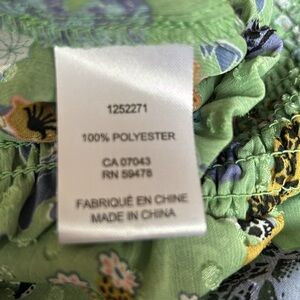 1252271
100% POLYESTER
CA 07043
RN 59478
FABRIQUÉ EN CHINE
MADE IN CHINA